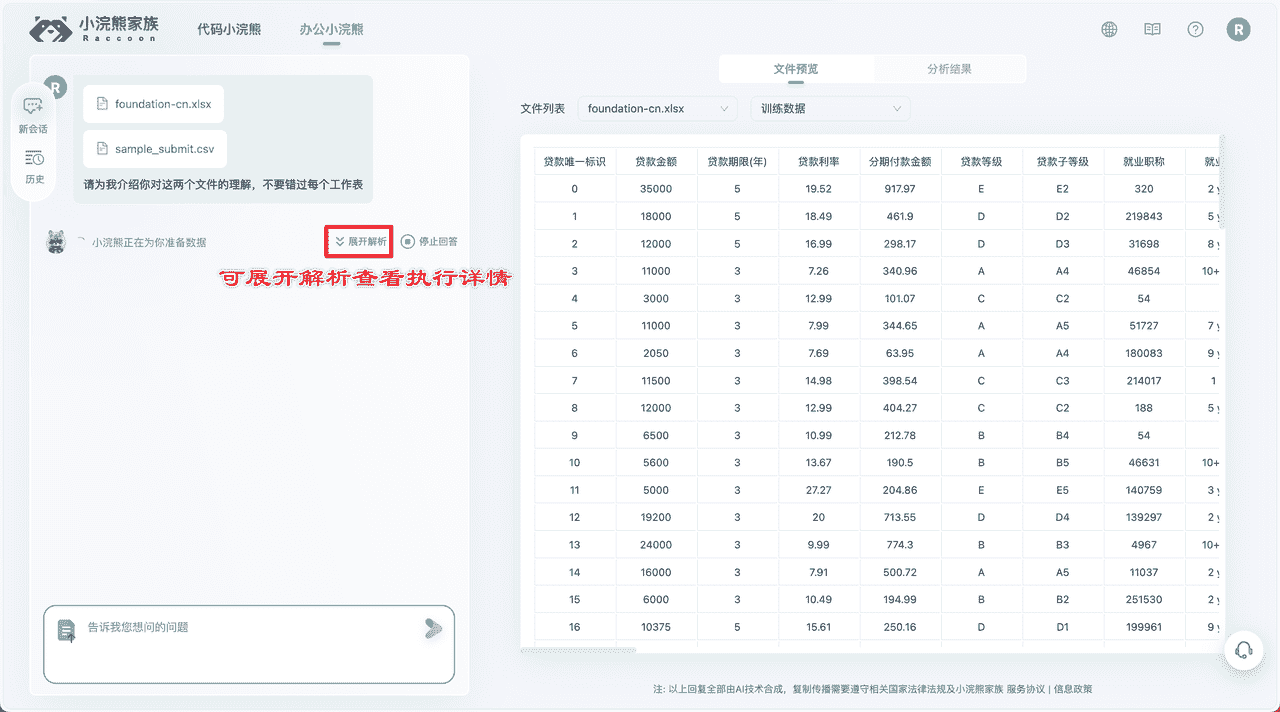 小浣熊家族
Raccoon
代码小浣熊
办公小浣熊
R
R
新会话
历史
foundation-cn.xlsx
sample_submit.csv
请为我介绍你对这两个文件的理解，不要错过每个工作表
小浣熊正在为你准备数据
展开解析
停止回答
可展开解析查看执行详情
告诉我您想问的问题
文件预览
分析结果
文件列表
foundation-cn.xlsx
训练数据
贷款唯一标识 贷款金额 贷款期限(年) 贷款利率 分期付款金额 贷款等级 贷款子等级 就业职称 就业
0 35000 5 19.52 917.97 E E2 320 2 y
1 18000 5 18.49 461.9 D D2 219843 5 y
2 12000 5 16.99 298.17 D D3 31698 8 y
3 11000 3 7.26 340.96 A A4 46854 10+
4 3000 3 12.99 101.07 C C2 54
5 11000 3 7.99 344.65 A A5 51727 7 y
6 2050 3 7.69 63.95 A A4 180083 9 y
7 11500 3 14.98 398.54 C C3 214017 1
8 12000 3 12.99 404.27 C C2 188 5 y
9 6500 3 10.99 212.78 B B4 54
10 5600 3 13.67 190.5 B B5 46631 10+
11 5000 3 27.27 204.86 E E5 140759 3 y
12 19200 3 20 713.55 D D4 139297 2 y
13 24000 3 9.99 774.3 B B3 4967 10+
14 16000 3 7.91 500.72 A A5 11037 2 y
15 6000 3 10.49 194.99 B B2 251530 2 y
16 10375 5 15.61 250.16 D D1 199961 9 y
注: 以上回复全部由AI技术合成，复制传播需要遵守相关国家法律法规及小浣熊家族 服务协议 | 信息政策